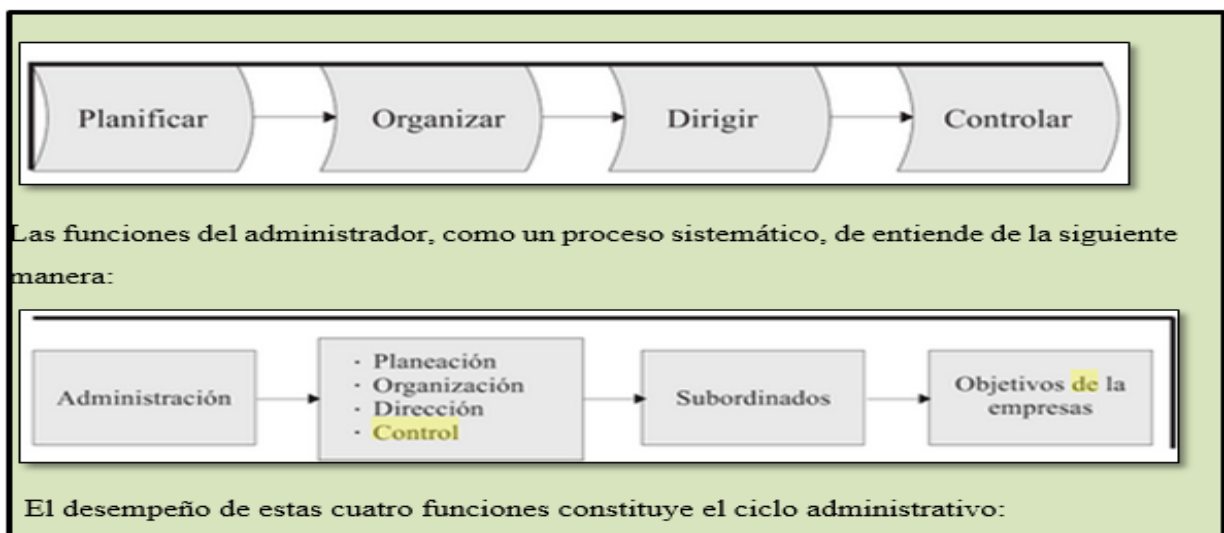 Planificar Organizar Dirigir Controlar
Las funciones del administrador, como un proceso sistemático, de entiende de la siguiente
manera:
Administración
· Planeación
· Organización
· Dirección
· Control
Subordinados
Objetivos de la
empresas
El desempeño de estas cuatro funciones constituye el ciclo administrativo: